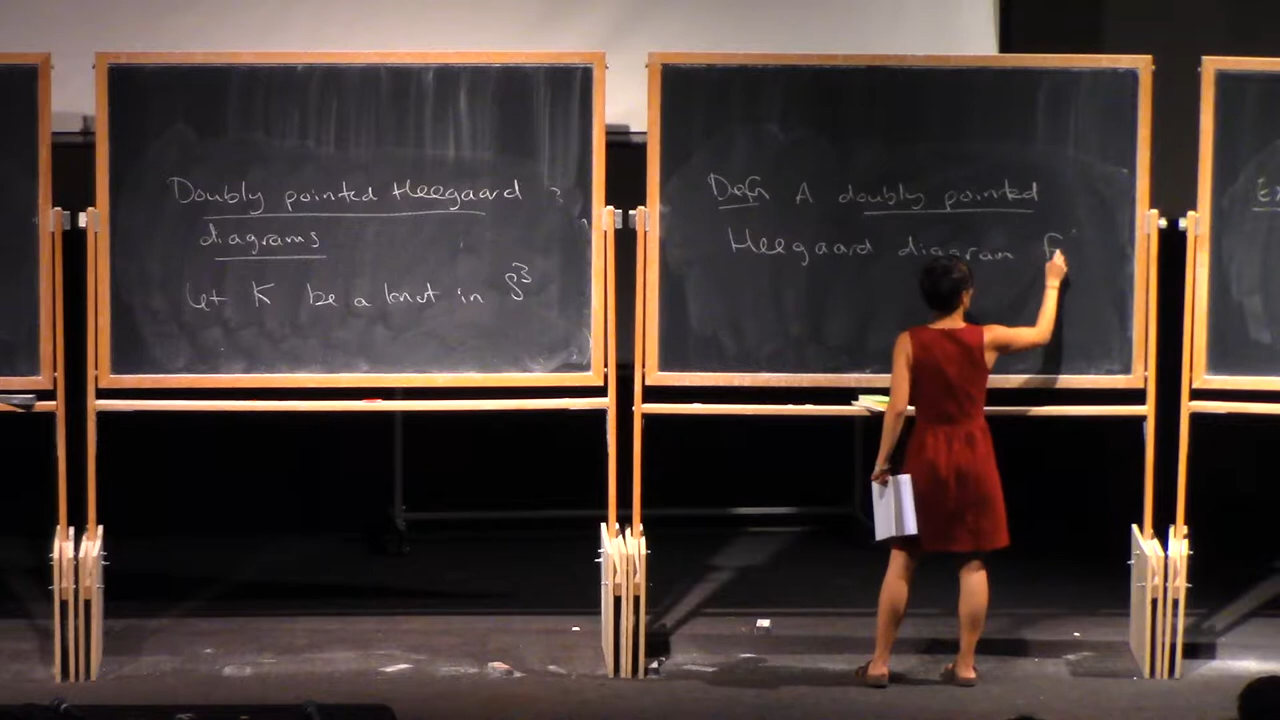 Doubly pointed Heegaard
diagrams
Let K be a knot in S³
Defn A doubly pointed
Heegaard diagram f